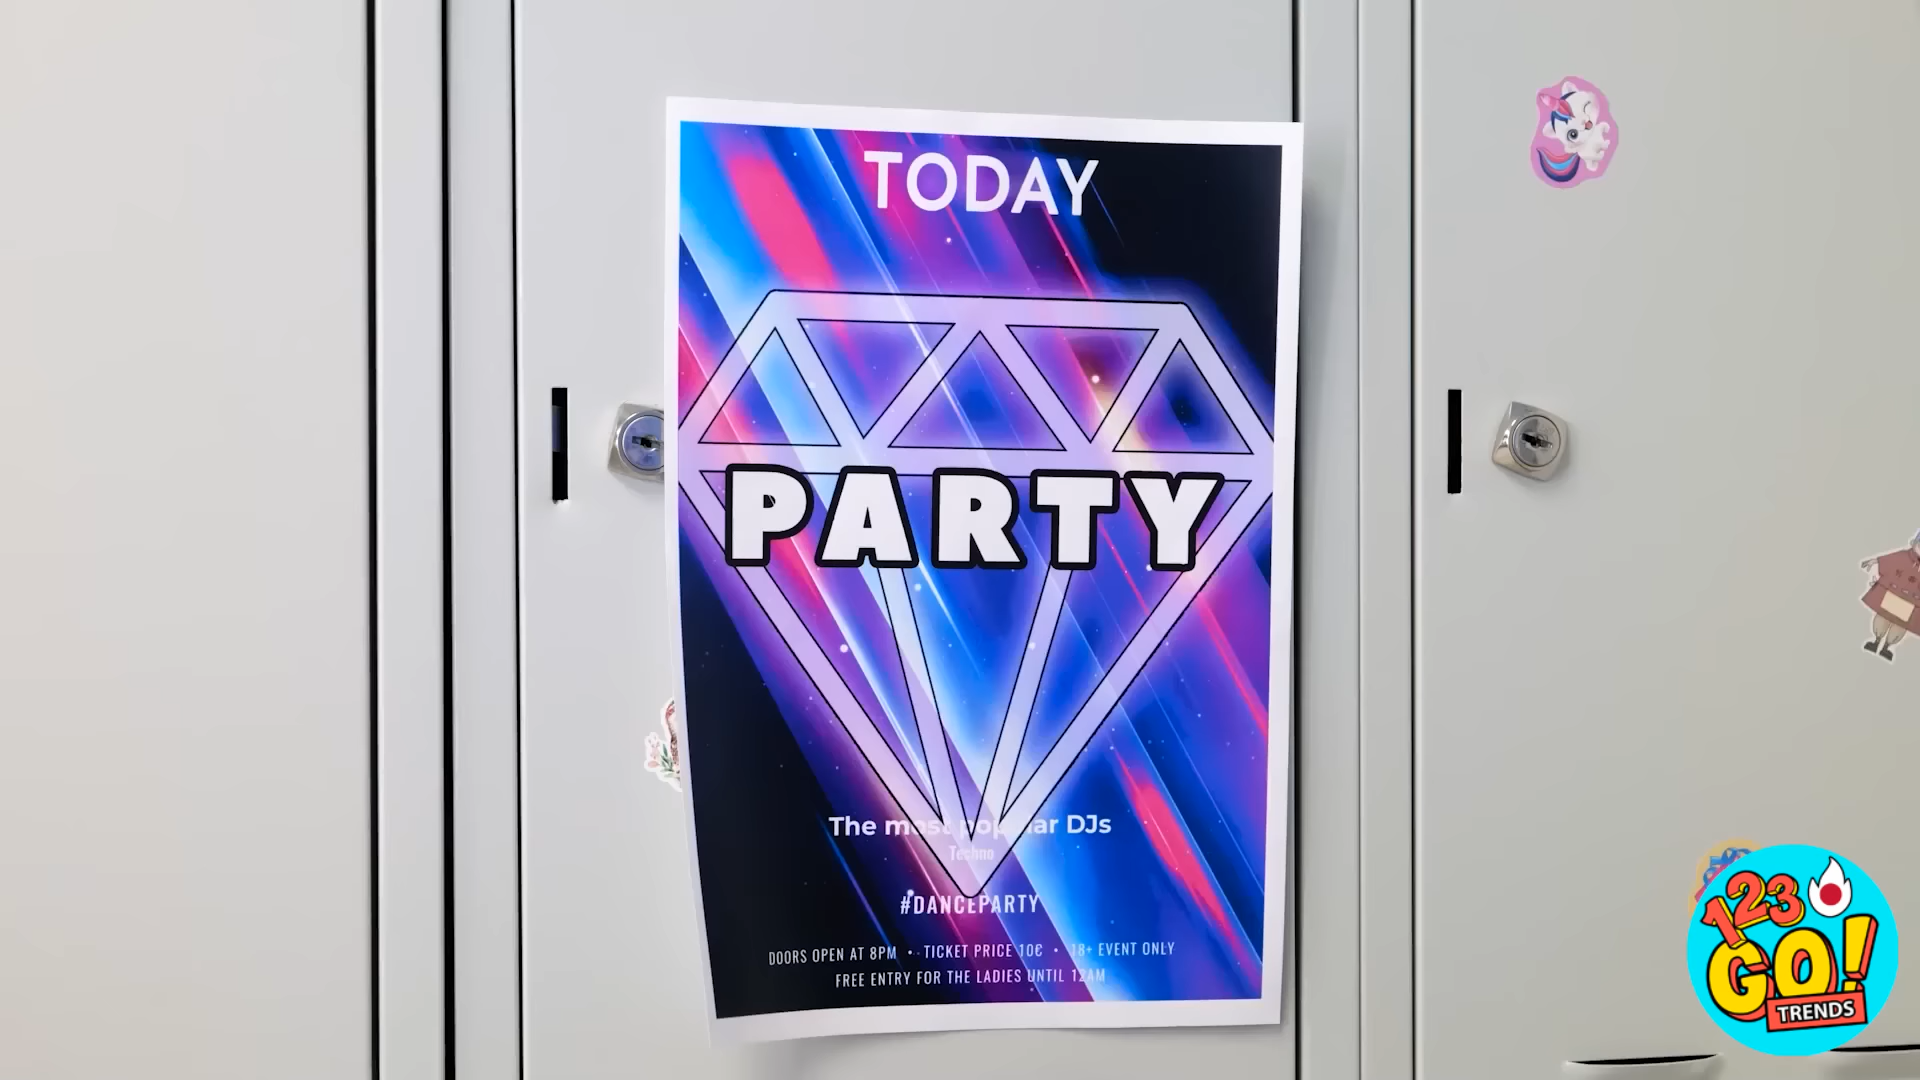 TODAY
PARTY
The most popular DJs
Techno
#DANCEPARTY
DOORS OPEN AT 8PM • TICKET PRICE 10€ • 18+ EVENT ONLY
FREE ENTRY FOR THE LADIES UNTIL 12AM
123
GO!
TRENDS